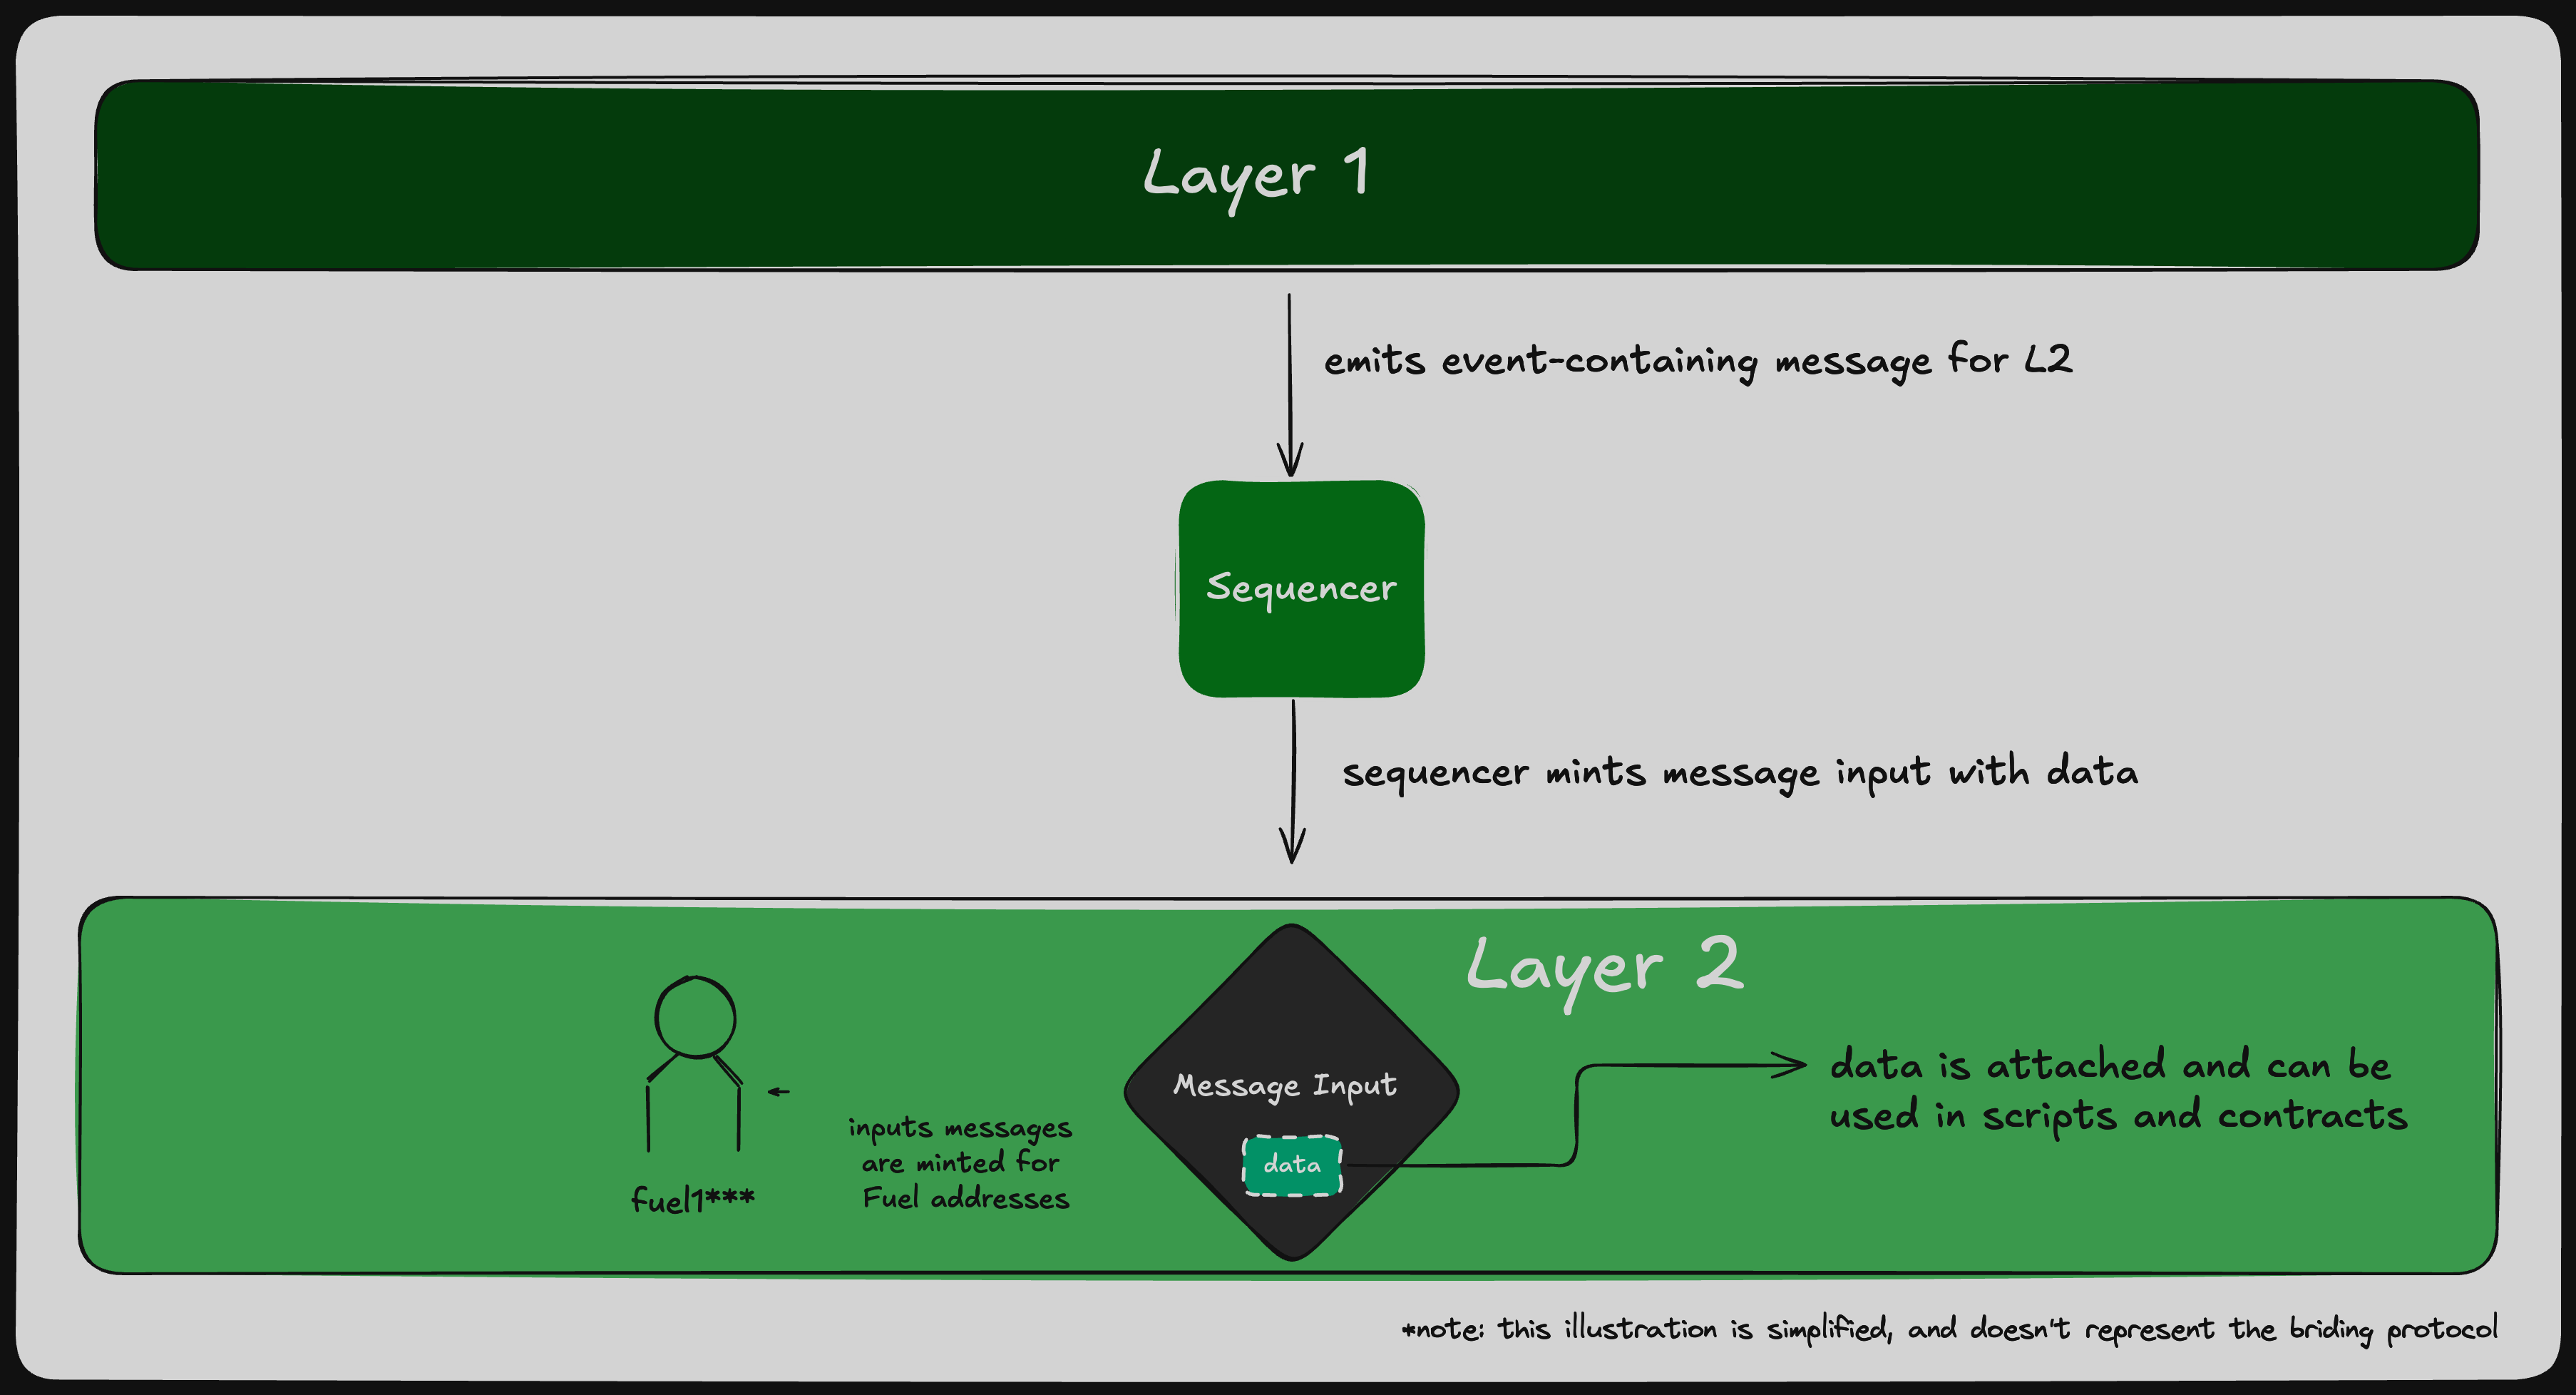 Layer 1
emits event-containing message for L2
Sequencer
sequencer mints message input with data
Layer 2
Message Input
data
data is attached and can be
used in scripts and contracts
inputs messages
are minted for
Fuel addresses
fuel1***
*note: this illustration is simplified, and doesn't represent the briding protocol